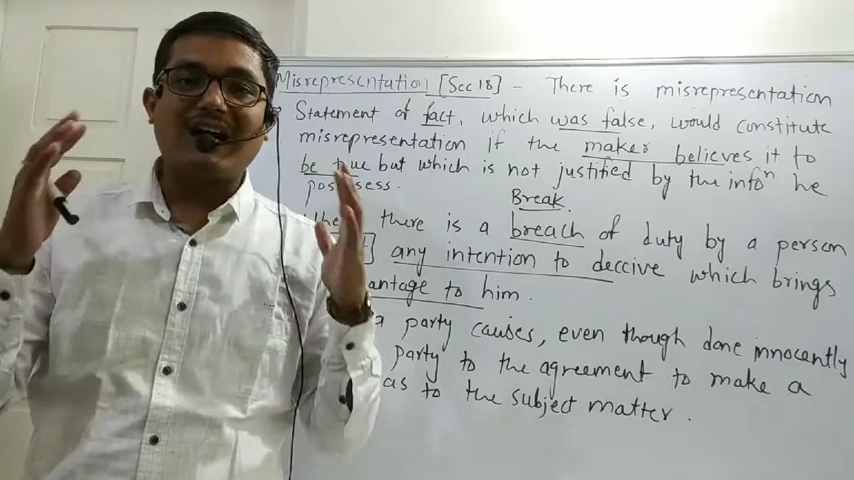 Misrepresentation [Sec 18] - There is misrepresentation
Statement of fact, which was false, would constitute
misrepresentation if the maker believes it to
be true but which is not justified by the infoⁿ he
possess.
Break
there is a breach of duty by a person
any intention to deceive which brings
to him.
a party causes, even though done innocently
party to the agreement to make a
as to the subject matter.